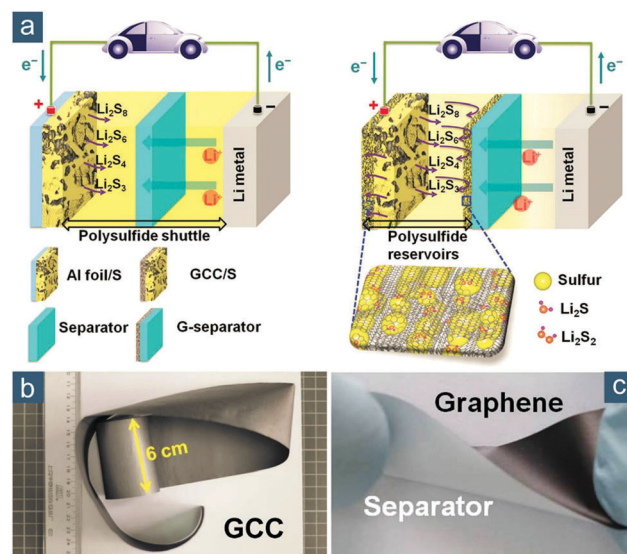 a
e⁻
e⁻
+
−
Li₂S₈
Li₂S₆
Li₂S₄
Li₂S₃
Li⁺
Li⁺
Li metal
Polysulfide shuttle
Al foil/S
GCC/S
Separator
G-separator
e⁻
e⁻
+
−
Li₂S₈
Li₂S₆
Li₂S₄
Li₂S₃
Li⁺
Li⁺
Li metal
Polysulfide
reservoirs
Sulfur
Li₂S
Li₂S₂
b
6 cm
GCC
c
Graphene
Separator